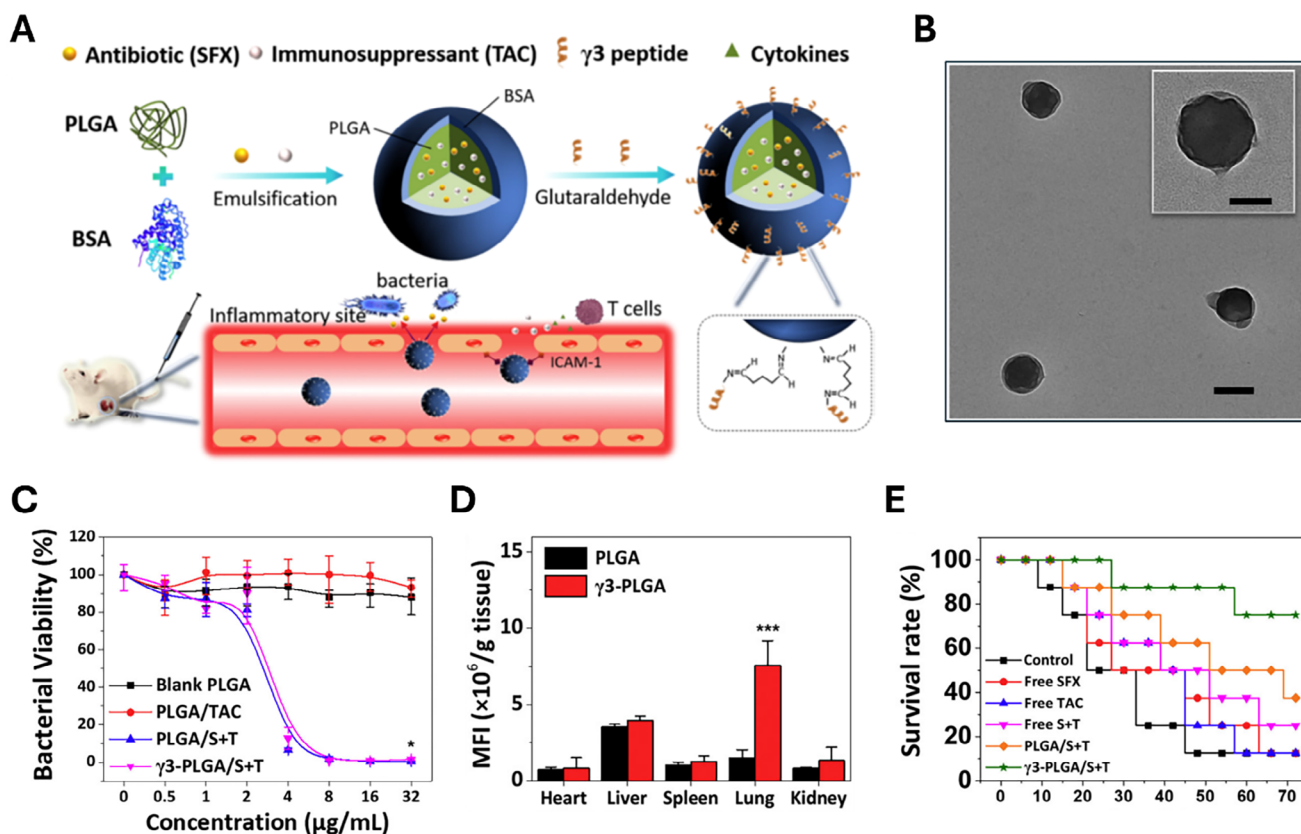 A
Antibiotic (SFX) Immunosuppressant (TAC) γ3 peptide Cytokines
PLGA
BSA
PLGA
BSA
Emulsification
Glutaraldehyde
Inflammatory site
bacteria
T cells
ICAM-1
N H N N H
N H
N H
B
C
Bacterial Viability (%)
120
100
80
60
40
20
0
Blank PLGA
PLGA/TAC
PLGA/S+T
γ3-PLGA/S+T
*
0 0.5 1 2 4 8 16 32
Concentration (μg/mL)
D
MFI (×10⁶/g tissue)
15
10
5
0
PLGA
γ3-PLGA
***
Heart Liver Spleen Lung Kidney
E
Survival rate (%)
100
80
60
40
20
0
Control
Free SFX
Free TAC
Free S+T
PLGA/S+T
γ3-PLGA/S+T
0 10 20 30 40 50 60 70